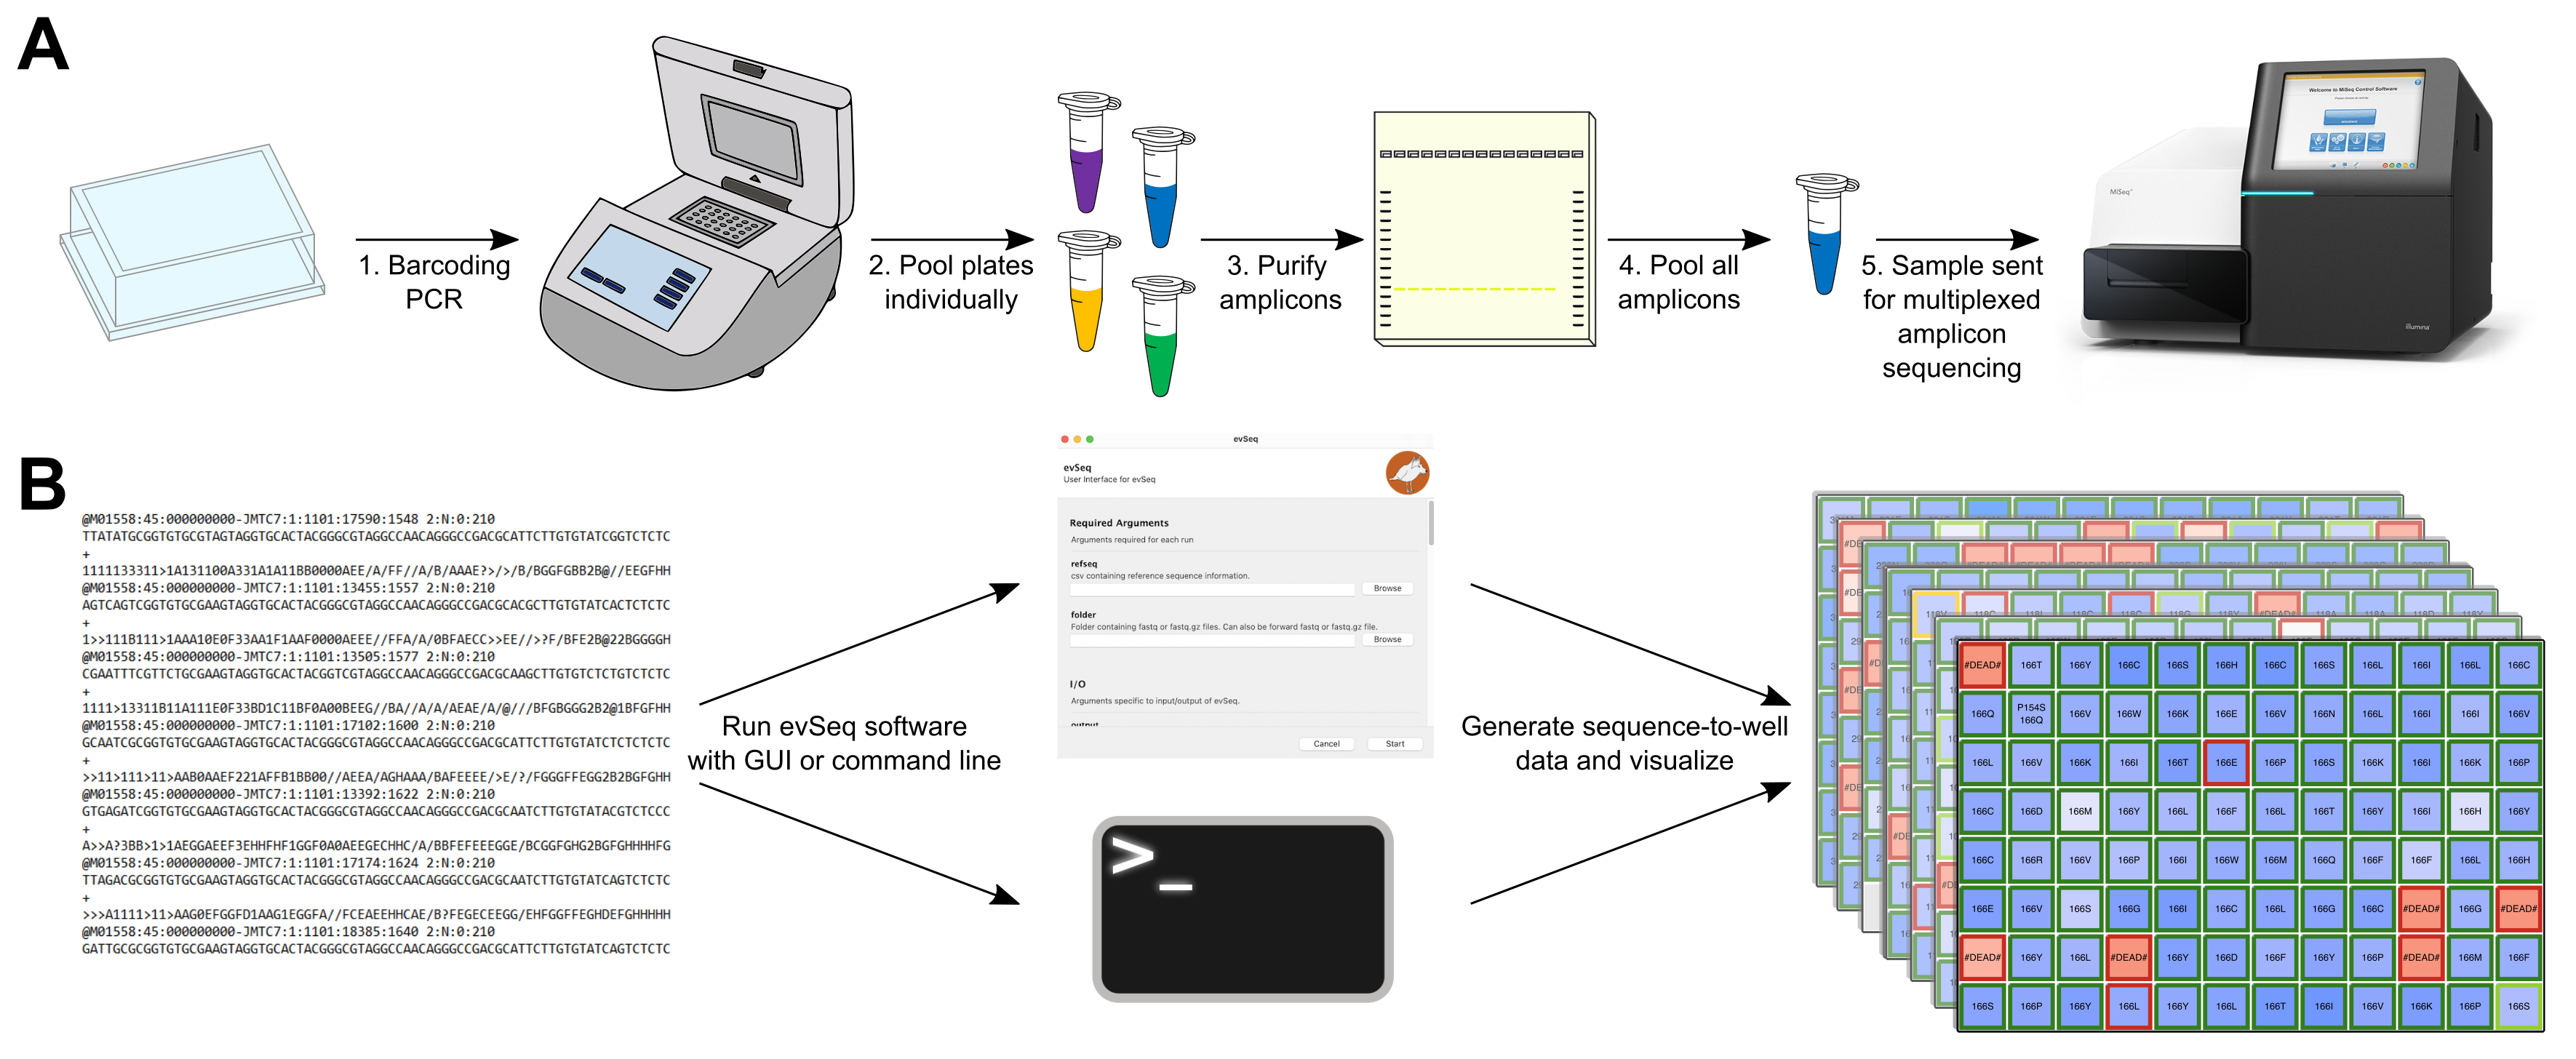 A
1. Barcoding
PCR
2. Pool plates
individually
3. Purify
amplicons
4. Pool all
amplicons
5. Sample sent
for multiplexed
amplicon
sequencing
Welcome to MiSeq Control Software
MiSeq
illumina
B
@M01558:45:000000000-JMTC7:1:1101:17590:1548 2:N:0:210
TTATATGCGGTGTGCGTAGTAGGTGCACTACGGGCGTAGGCCAACAGGGCCGACGCATTCTTGTGTATCGGTCTCTC
+
1111133311>1A131100A331A1A11BB0000AEE/A/FF//A/B/AAAE?>/>/B/BGGFGBB2B@//EEGFHH
@M01558:45:000000000-JMTC7:1:1101:13455:1557 2:N:0:210
AGTCAGTCGGTGTGCGAAGTAGGTGCACTACGGGCGTAGGCCAACAGGGCCGACGCACGCTTGTGTATCACTCTCTC
+
1>>111B111>1AAA10E0F33AA1F1AAF0000AEEE//FFA/A/0BFAECC>>EE//>>?F/BFE2B@22BGGGGH
@M01558:45:000000000-JMTC7:1:1101:13505:1577 2:N:0:210
CGAATTTCGTTCTGCGAAGTAGGTGCACTACGGTCGTAGGCCAACAGGGCCGACGCAAGCTTGTGTCTCTGTCTCTC
+
1111>13311B11A111E0F33BD1C11BF0A00BEEG//BA//A/A/AEAE/A/@///BFGBGGG2B2@1BFGFHH
@M01558:45:000000000-JMTC7:1:1101:17102:1600 2:N:0:210
GCAATCGCGGTGTGCGAAGTAGGTGCACTACGGGCGTAGGCCAACAGGGCCGACGCATTCTTGTGTATCTCTCTCTC
+
>>11>111>11>AAB0AAEF221AFFB1BB00//AEEA/AGHAAA/BAFEEEE/>E/?/FGGGFFEGG2B2BGFGHH
@M01558:45:000000000-JMTC7:1:1101:13392:1622 2:N:0:210
GTGAGATCGGTGTGCGAAGTAGGTGCACTACGGGCGTAGGCCAACAGGGCCGACGCAATCTTGTGTATACGTCTCCC
+
A>>A?3BB>1>1AEGGAEEF3EHHFHF1GGF0A0AEEGECHHC/A/BBFEFEEEGGE/BCGGFGHG2BGFGHHHHFG
@M01558:45:000000000-JMTC7:1:1101:17174:1624 2:N:0:210
TTAGACGCGGTGTGCGAAGTAGGTGCACTACGGGCGTAGGCCAACAGGGCCGACGCAATCTTGTGTATCAGTCTCTC
+
>>>A1111>11>AAG0EFGGFD1AAG1EGGFA//FCEAEEHHCAE/B?FEGECEEGG/EHFGGFFEGHDEFGHHHHH
@M01558:45:000000000-JMTC7:1:1101:18385:1640 2:N:0:210
GATTGCGCGGTGTGCGAAGTAGGTGCACTACGGGCGTAGGCCAACAGGGCCGACGCATTCTTGTGTATCAGTCTCTC
Run evSeq software
with GUI or command line
evSeq
evSeq
User Interface for evSeq
Required Arguments
Arguments required for each run
refseq
csv containing reference sequence information.
Browse
folder
Folder containing fastq or fastq.gz files. Can also be forward fastq or fastq.gz file.
Browse
I/O
Arguments specific to input/output of evSeq.
output
Cancel Start
>_
Generate sequence-to-well
data and visualize
#DEAD# 166T 166Y 166C 166S 166H 166C 166S 166L 166I 166L 166C
166Q P154S 166Q 166V 166W 166K 166E 166V 166N 166L 166I 166I 166V
166L 166V 166K 166I 166T 166E 166P 166S 166K 166I 166K 166P
166C 166D 166M 166Y 166L 166F 166L 166T 166Y 166I 166H 166Y
166C 166R 166V 166P 166I 166W 166M 166Q 166F 166F 166L 166H
166E 166V 166S 166G 166I 166C 166L 166G 166C #DEAD# 166G #DEAD#
#DEAD# 166Y 166L #DEAD# 166Y 166D 166F 166Y 166P #DEAD# 166M 166F
166S 166P 166Y 166L 166Y 166L 166T 166I 166V 166K 166P 166S